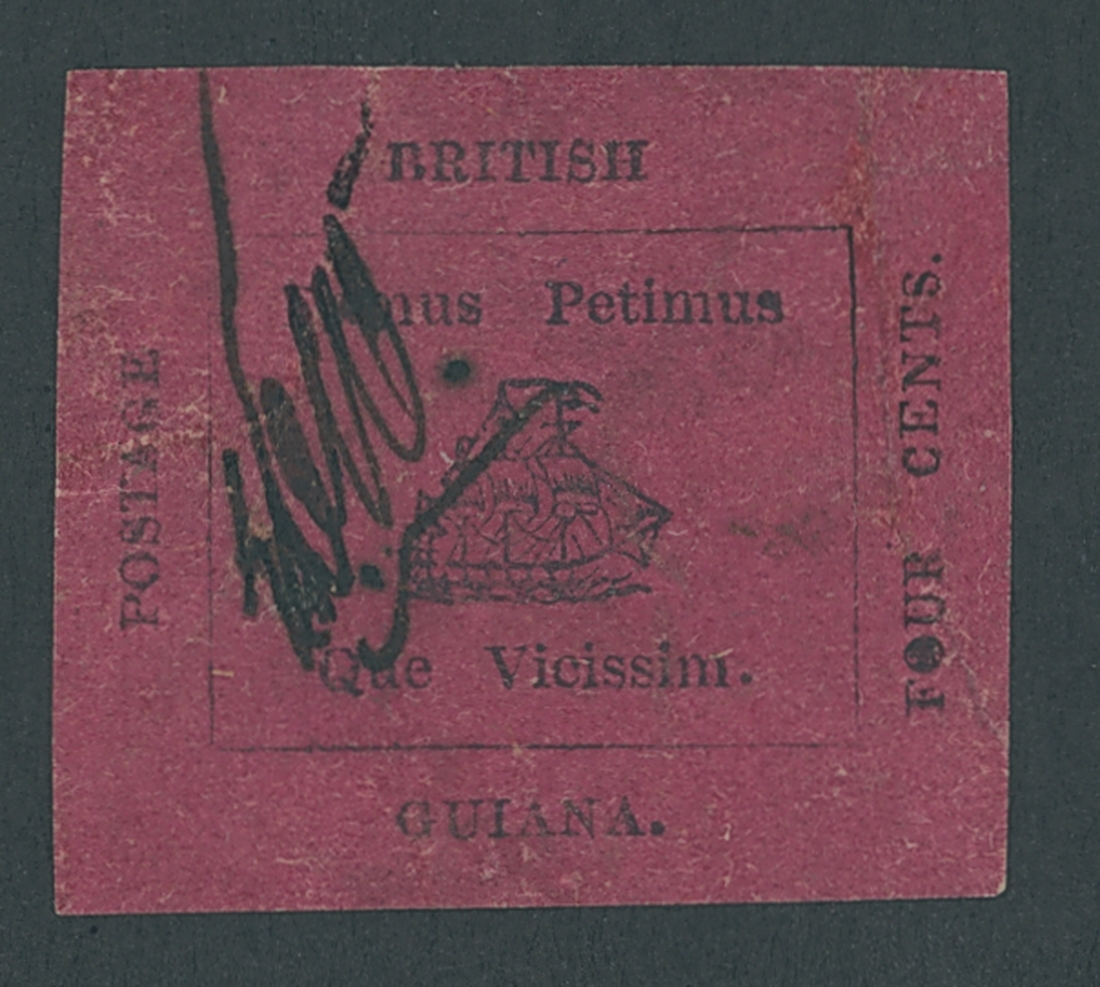 BRITISH
Petimus
Que Vicissim.
GUIANA.
POSTAGE
FOUR CENTS.